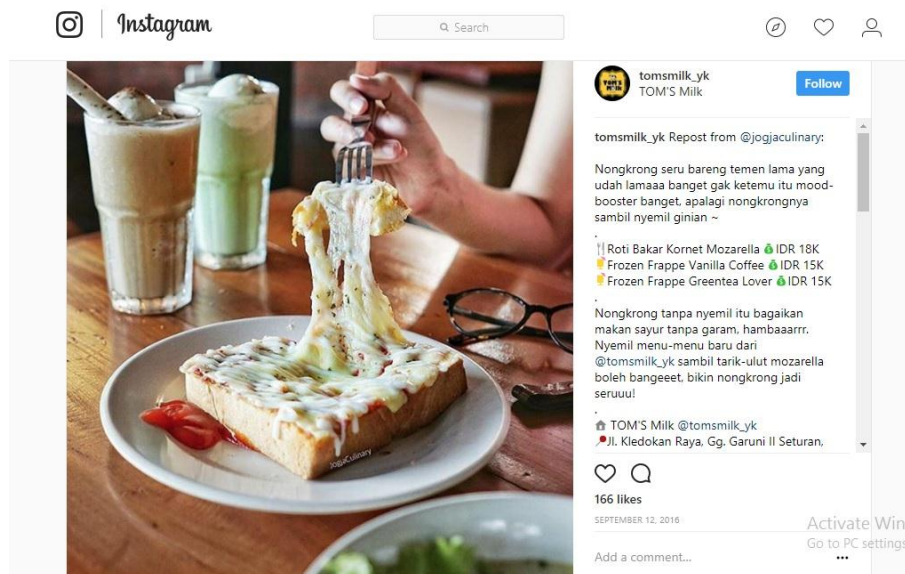 Instagram
Search
tomsmilk_yk
TOM'S Milk
Follow
TOM'S
Milk
tomsmilk_yk Repost from @jogjaculinary:
Nongkrong seru bareng temen lama yang
udah lamaaa banget gak ketemu itu mood-
booster banget, apalagi nongkrongnya
sambil nyemil ginian ~
.
🍴Roti Bakar Kornet Mozarella 💰IDR 18K
🍹Frozen Frappe Vanilla Coffee 💰IDR 15K
🍹Frozen Frappe Greentea Lover 💰IDR 15K
.
Nongkrong tanpa nyemil itu bagaikan
makan sayur tanpa garam, hambaaarrr.
Nyemil menu-menu baru dari
@tomsmilk_yk sambil tarik-ulut mozarella
boleh bangeeet, bikin nongkrong jadi
seruuu!
.
🏠 TOM'S Milk @tomsmilk_yk
📍Jl. Kledokan Raya, Gg. Garuni II Seturan,
JogjaCulinary
166 likes
SEPTEMBER 12, 2016
Add a comment...
Activate Win
Go to PC settings